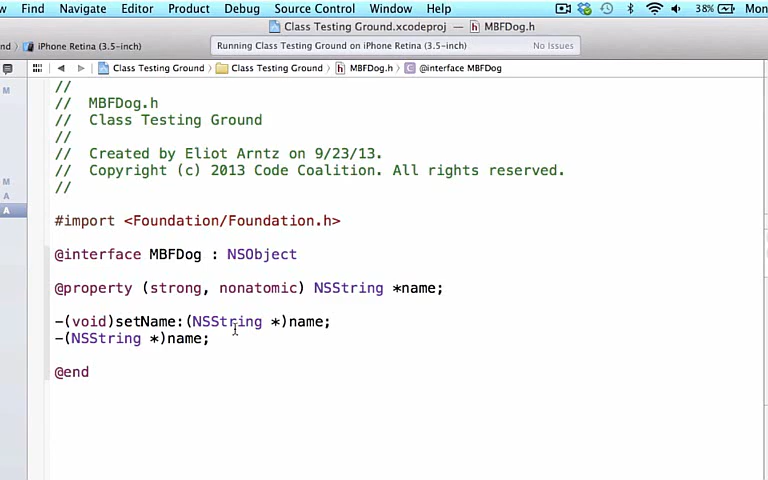 w Find Navigate Editor Product Debug Source Control Window Help 38% Mon
Class Testing Ground.xcodeproj — MBFDog.h
nd iPhone Retina (3.5-inch) Running Class Testing Ground on iPhone Retina (3.5-inch) No Issues
Class Testing Ground Class Testing Ground MBFDog.h C @interface MBFDog
M
M
A
A
//
// MBFDog.h
// Class Testing Ground
//
// Created by Eliot Arntz on 9/23/13.
// Copyright (c) 2013 Code Coalition. All rights reserved.
//
#import <Foundation/Foundation.h>
@interface MBFDog : NSObject
@property (strong, nonatomic) NSString *name;
-(void)setName:(NSString *)name;
-(NSString *)name;
@end